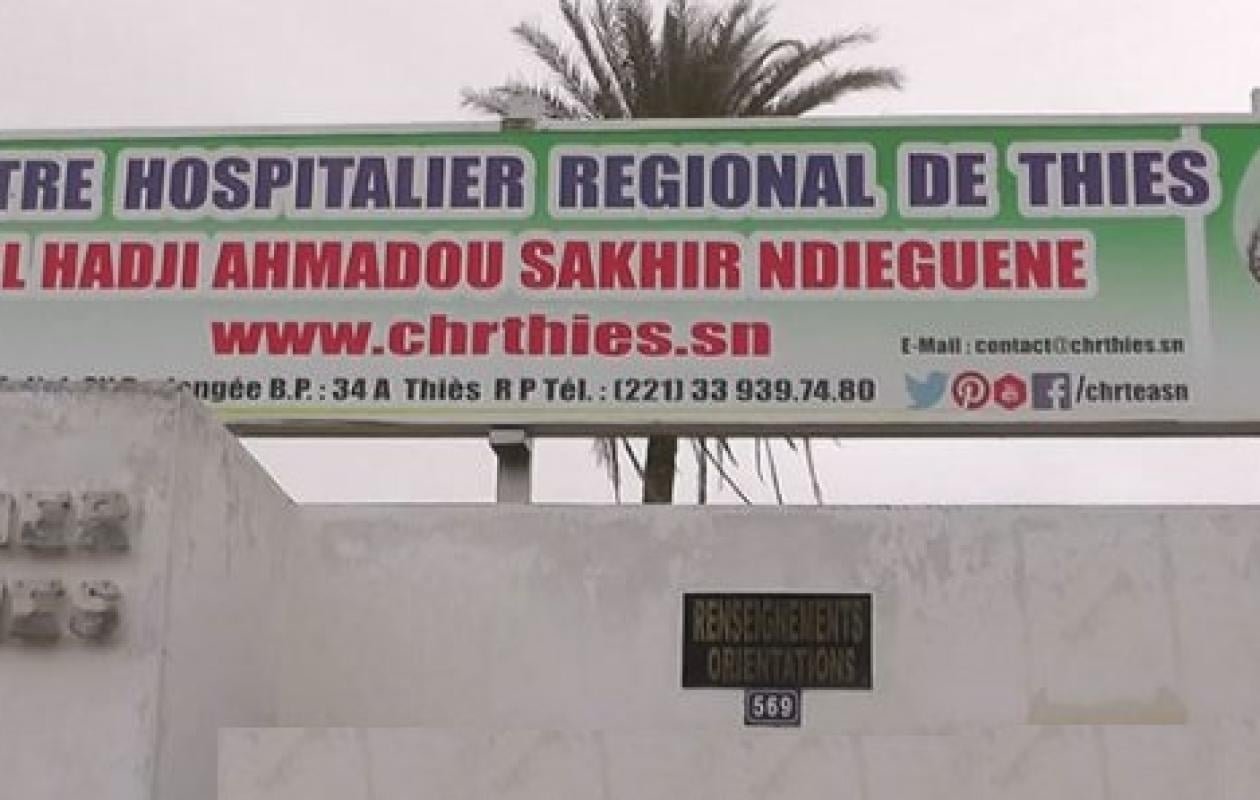 TRE HOSPITALIER REGIONAL DE THIES
L HADJI AHMADOU SAKHIR NDIEGUENE
www.chrthies.sn
E-Mail : contact@chrthies.sn
ngée B.P. : 34 A Thiès R P Tél. : (221) 33 939.74.80
/chrteasn
RENSEIGNEMENTS
ORIENTATIONS
569